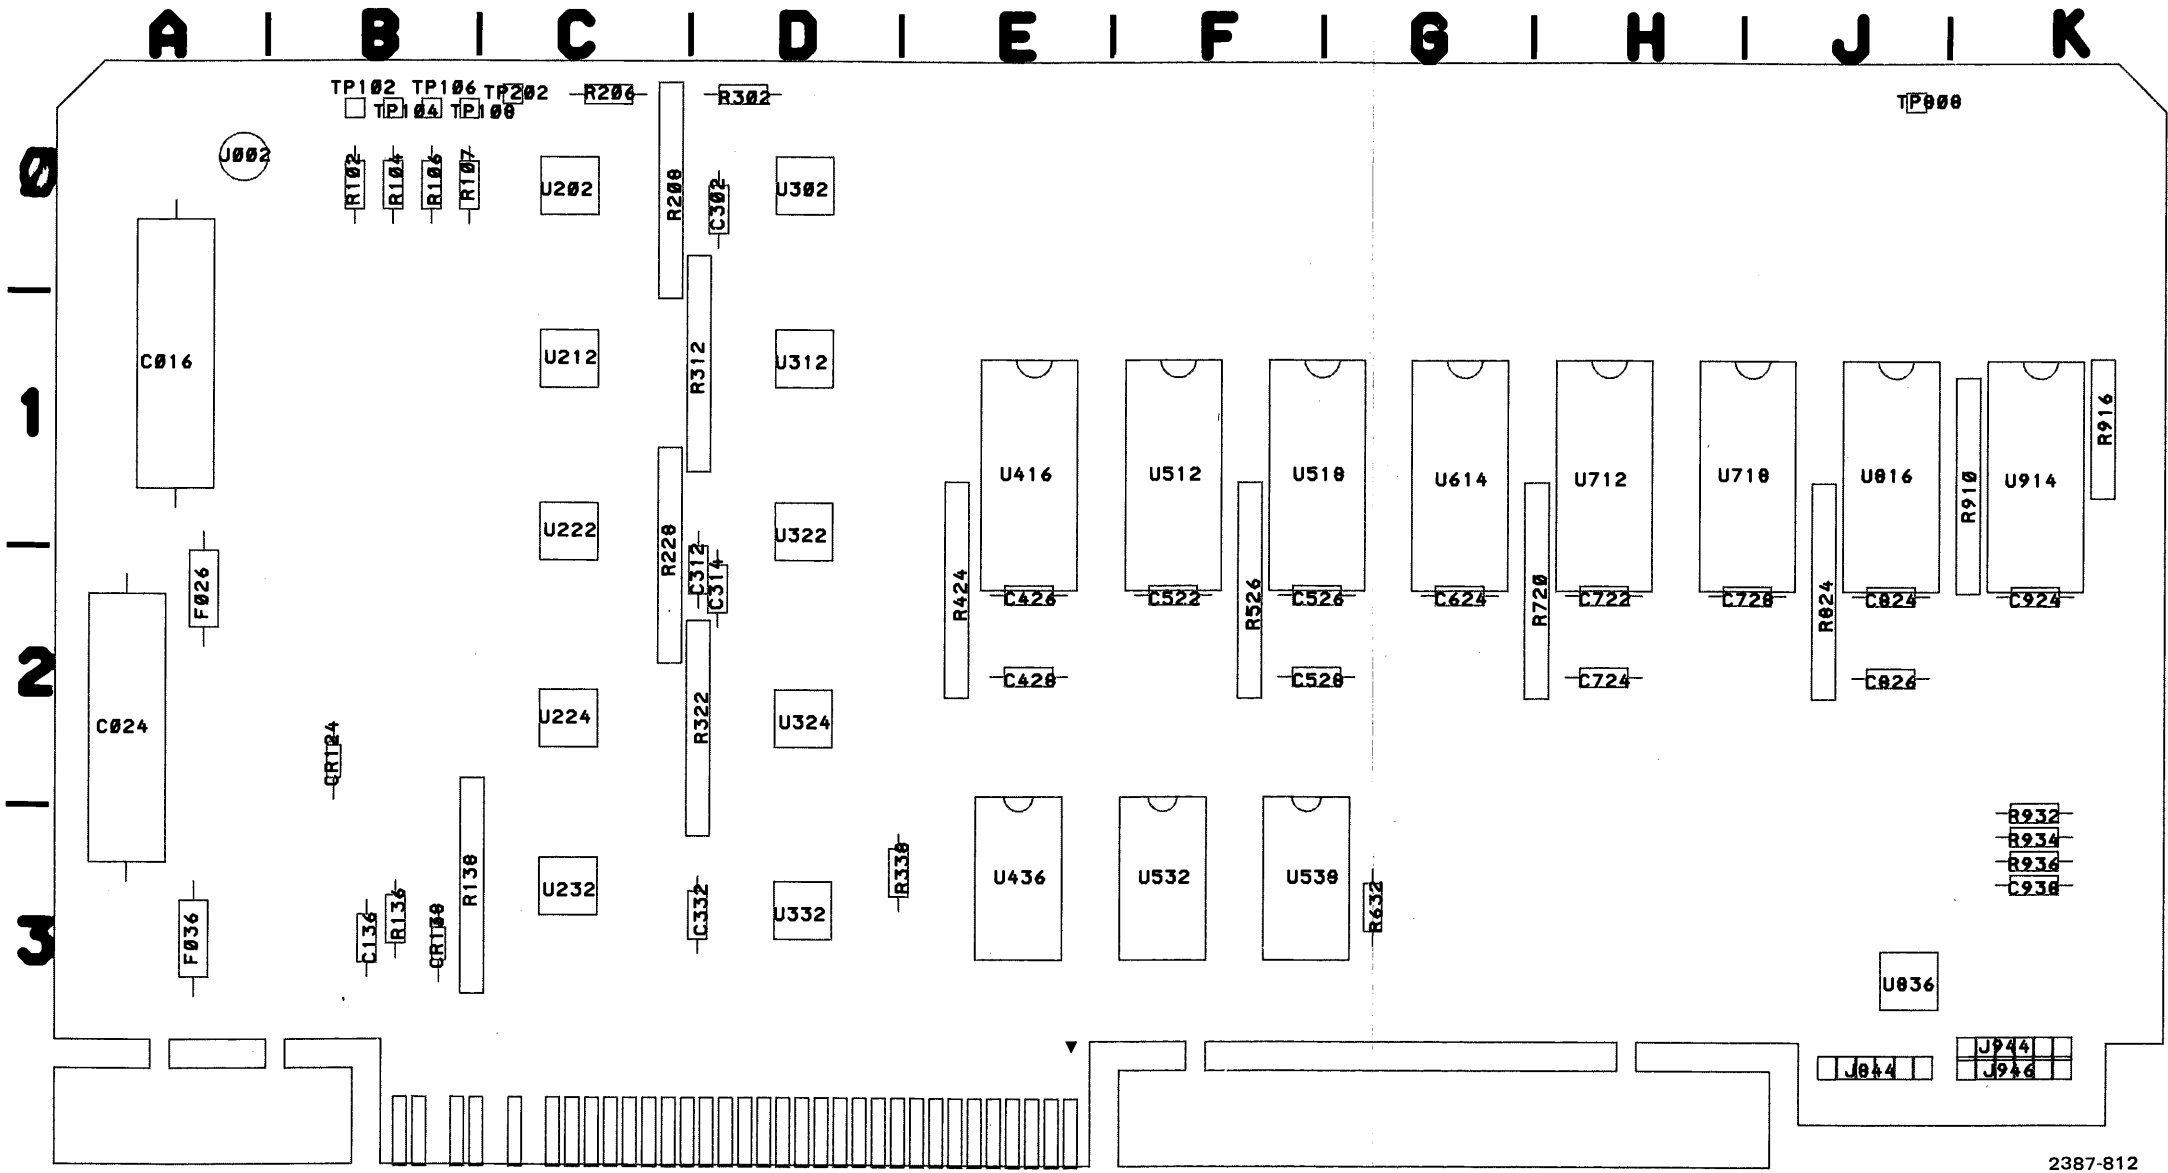 A B C D E F G H J K
TP102 TP106 TP202 R206 R302 TP808
TP104 TP108
0
J002 R102 R104 R106 R107 U202 R208 C302 U302
1
C016 U212 R312 U312
U416 U512 U518 U614 U712 U718 U816 R910 U914 R916
U222 R228 C312 C314 U322
F026 R424 C426 C522 R526 C526 C624 R720 C722 C728 R824 C824 C924
2
C428 C528 C724 C826
C024 CR124 U224 R322 U324
R932
R934
R936
C938
R138 U232 R338 U436 U532 U538 R632
3
F036 C136 R136 CR138 C332 U332
U836
J944
J844 J946
2387-812